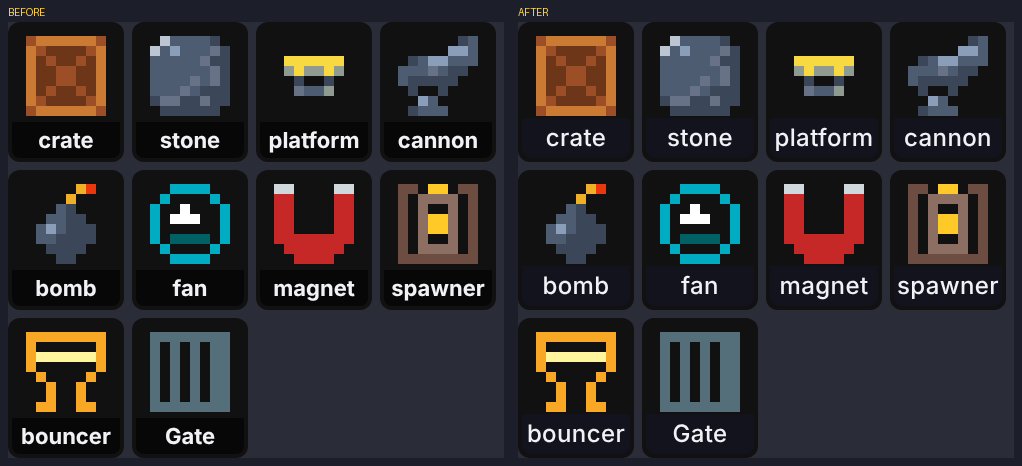 BEFORE
AFTER
crate stone platform cannon
crate stone platform cannon
bomb fan magnet spawner
bomb fan magnet spawner
bouncer Gate
bouncer Gate